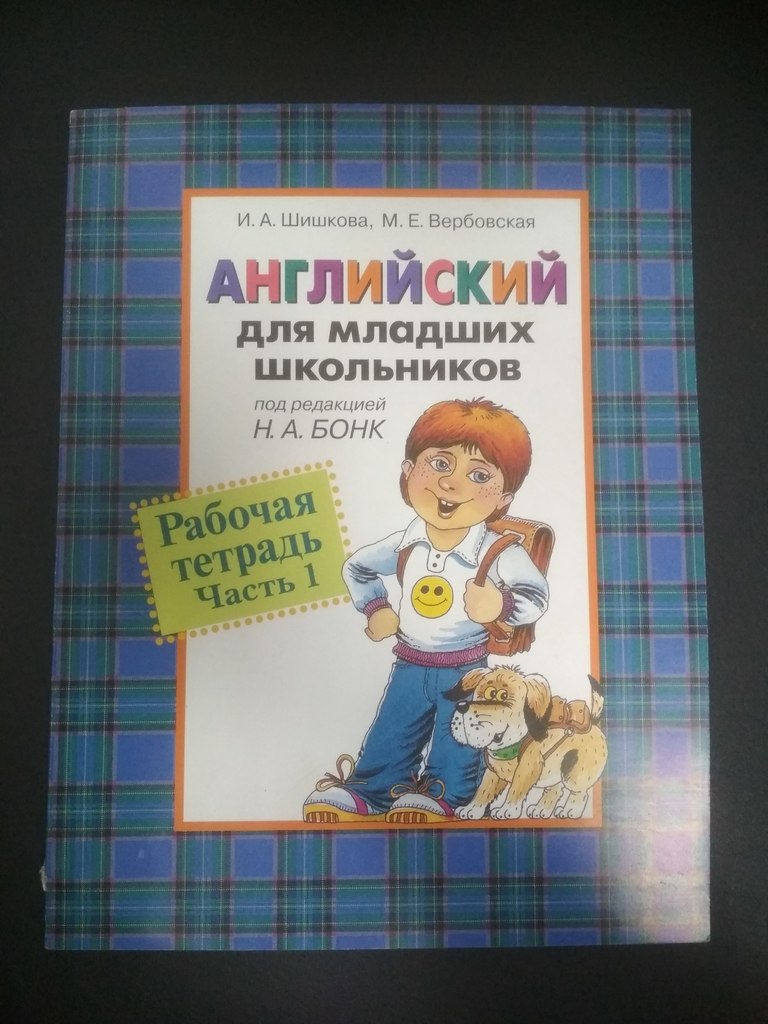 И. А. Шишкова, М. Е. Вербовская
АНГЛИЙСКИЙ
для младших
школьников
под редакцией
Н. А. БОНК
Рабочая
тетрадь
Часть 1